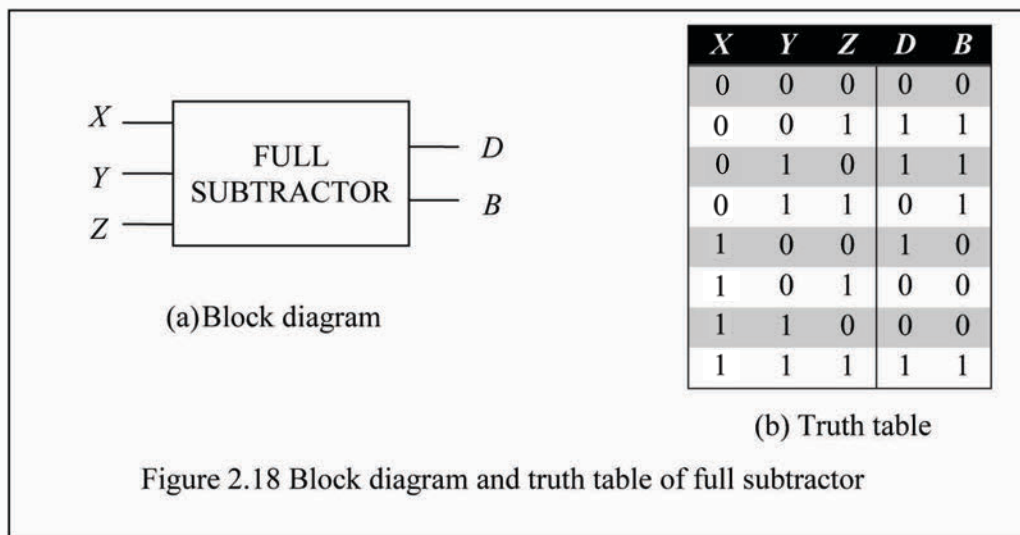 X
Y
Z
FULL
SUBTRACTOR
D
B
(a)Block diagram
X Y Z D B
0 0 0 0 0
0 0 1 1 1
0 1 0 1 1
0 1 1 0 1
1 0 0 1 0
1 0 1 0 0
1 1 0 0 0
1 1 1 1 1
(b) Truth table
Figure 2.18 Block diagram and truth table of full subtractor